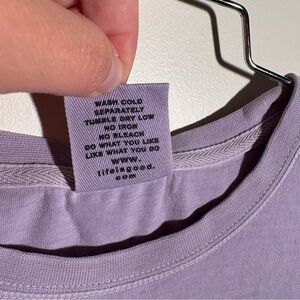 WASH COLD
SEPARATELY
TUMBLE DRY LOW
NO IRON
NO BLEACH
DO WHAT YOU LIKE
LIKE WHAT YOU DO
www.
lifeisgood.
com